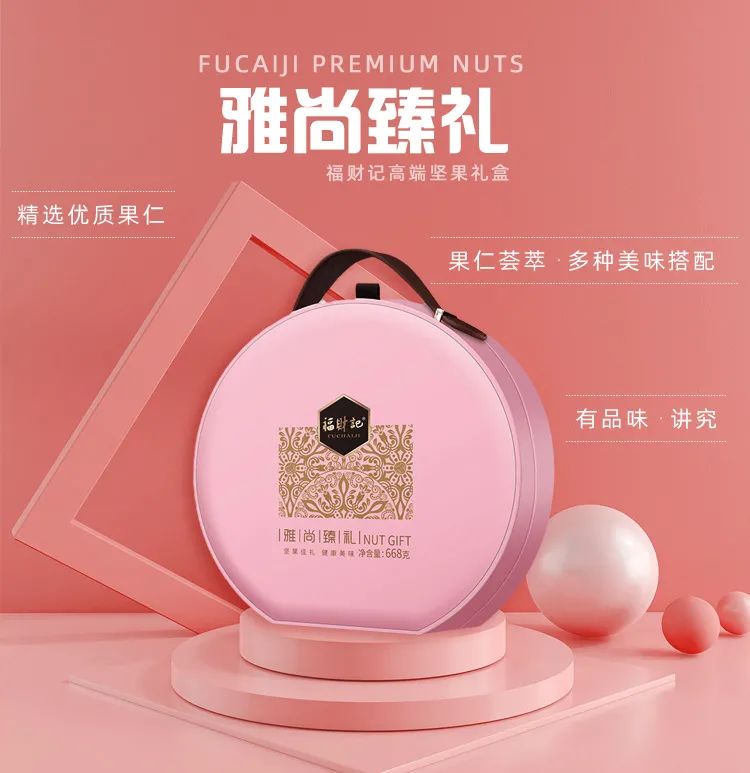 FUCAIJI PREMIUM NUTS
雅尚臻礼
福财记高端坚果礼盒
精选优质果仁
果仁荟萃·多种美味搭配
有品味·讲究
福財記
FUCHAIJI
雅尚臻礼 NUT GIFT
坚果佳礼 健康美味 净含量:668克